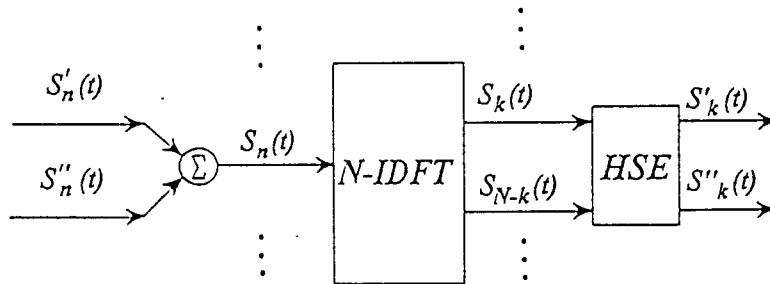 S'n(t)
S''n(t)
Σ
Sn(t)
N-IDFT
Sk(t)
SN-k(t)
HSE
S'k(t)
S''k(t)